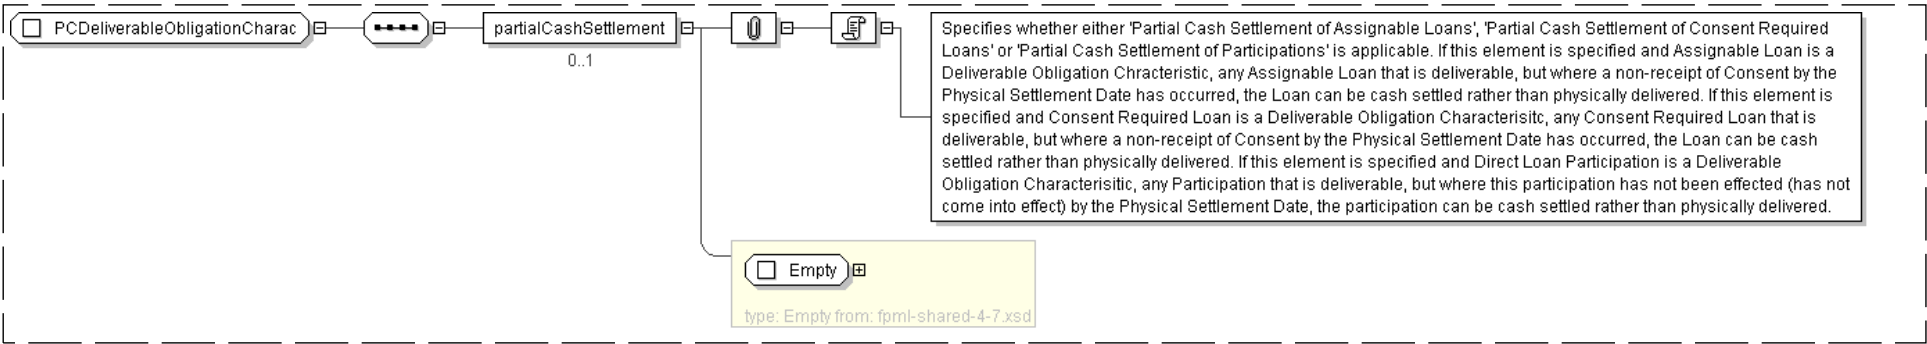 PCDeliverableObligationCharac
partialCashSettlement
0..1
Specifies whether either 'Partial Cash Settlement of Assignable Loans', 'Partial Cash Settlement of Consent Required
Loans' or 'Partial Cash Settlement of Participations' is applicable. If this element is specified and Assignable Loan is a
Deliverable Obligation Chracteristic, any Assignable Loan that is deliverable, but where a non-receipt of Consent by the
Physical Settlement Date has occurred, the Loan can be cash settled rather than physically delivered. If this element is
specified and Consent Required Loan is a Deliverable Obligation Characterisitc, any Consent Required Loan that is
deliverable, but where a non-receipt of Consent by the Physical Settlement Date has occurred, the Loan can be cash
settled rather than physically delivered. If this element is specified and Direct Loan Participation is a Deliverable
Obligation Characterisitic, any Participation that is deliverable, but where this participation has not been effected (has not
come into effect) by the Physical Settlement Date, the participation can be cash settled rather than physically delivered.
Empty
type: Empty from: fpml-shared-4-7.xsd